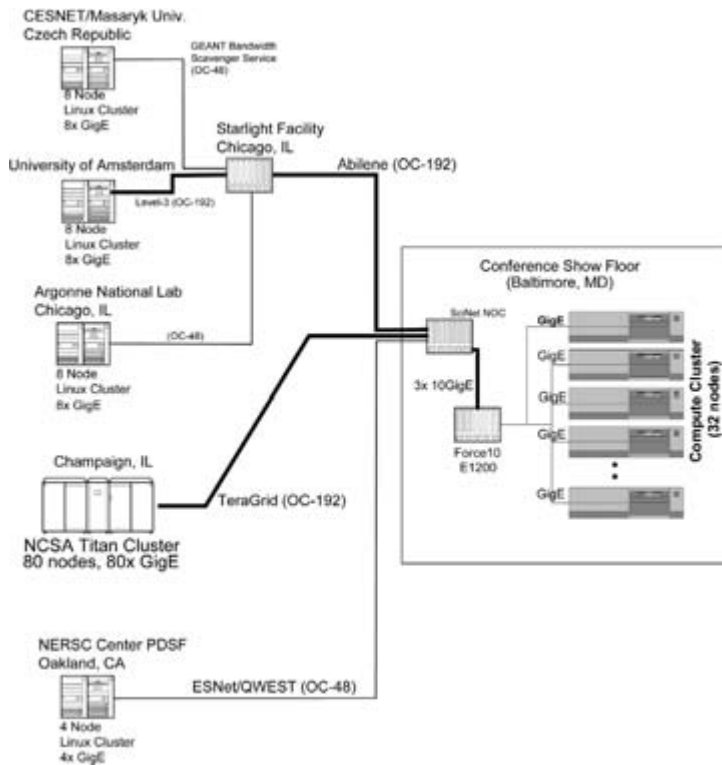 CESNET/Masaryk Univ.
Czech Republic
GEANT Bandwidth
Scavenger Service
(OC-48)
8 Node
Linux Cluster
8x GigE
Starlight Facility
Chicago, IL
University of Amsterdam
Abilene (OC-192)
Level-3 (OC-192)
8 Node
Linux Cluster
8x GigE
Argonne National Lab
Chicago, IL
(OC-48)
8 Node
Linux Cluster
8x GigE
Conference Show Floor
(Baltimore, MD)
SciNet NOC
GigE
GigE
3x 10GigE
GigE
GigE
Force10
E1200
GigE
Compute Cluster
(32 nodes)
Champaign, IL
TeraGrid (OC-192)
NCSA Titan Cluster
80 nodes, 80x GigE
NERSC Center PDSF
Oakland, CA
ESNet/QWEST (OC-48)
4 Node
Linux Cluster
4x GigE